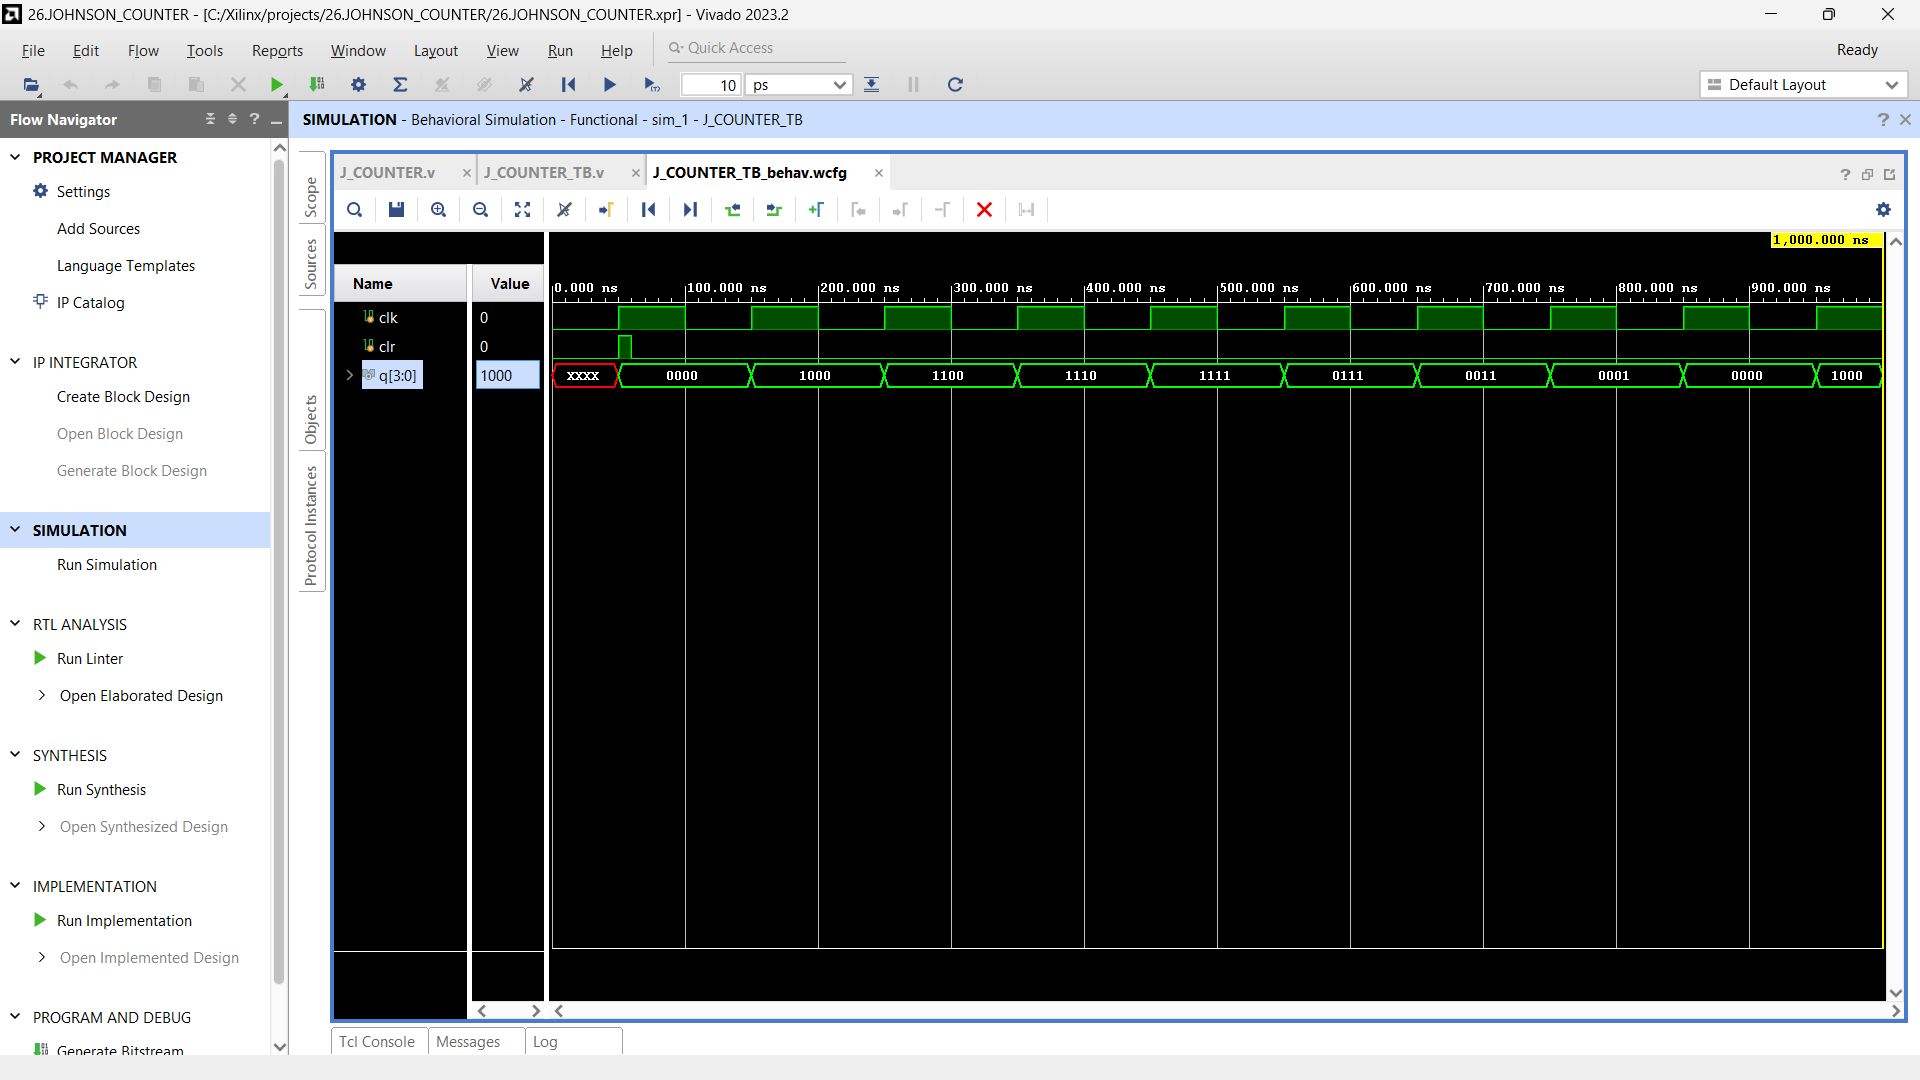 26.JOHNSON_COUNTER - [C:/Xilinx/projects/26.JOHNSON_COUNTER/26.JOHNSON_COUNTER.xpr] - Vivado 2023.2
File Edit Flow Tools Reports Window Layout View Run Help Quick Access Ready
10 ps Default Layout
Flow Navigator
SIMULATION - Behavioral Simulation - Functional - sim_1 - J_COUNTER_TB
PROJECT MANAGER
Settings
Add Sources
Language Templates
IP Catalog
IP INTEGRATOR
Create Block Design
Open Block Design
Generate Block Design
SIMULATION
Run Simulation
RTL ANALYSIS
Run Linter
Open Elaborated Design
SYNTHESIS
Run Synthesis
Open Synthesized Design
IMPLEMENTATION
Run Implementation
Open Implemented Design
PROGRAM AND DEBUG
Generate Bitstream
Scope
Sources
Objects
Protocol Instances
J_COUNTER.v J_COUNTER_TB.v J_COUNTER_TB_behav.wcfg
1,000.000 ns
Name Value
0.000 ns 100.000 ns 200.000 ns 300.000 ns 400.000 ns 500.000 ns 600.000 ns 700.000 ns 800.000 ns 900.000 ns
clk 0
clr 0
q[3:0] 1000 XXXX 0000 1000 1100 1110 1111 0111 0011 0001 0000 1000
Tcl Console Messages Log